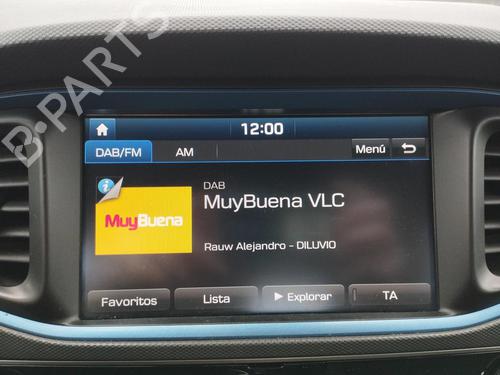 B-PARTS
12:00
DAB/FM
AM
Menú
DAB
MuyBuena VLC
MuyBuena
Rauw Alejandro - DILUVIO
Favoritos
Lista
Explorar
TA